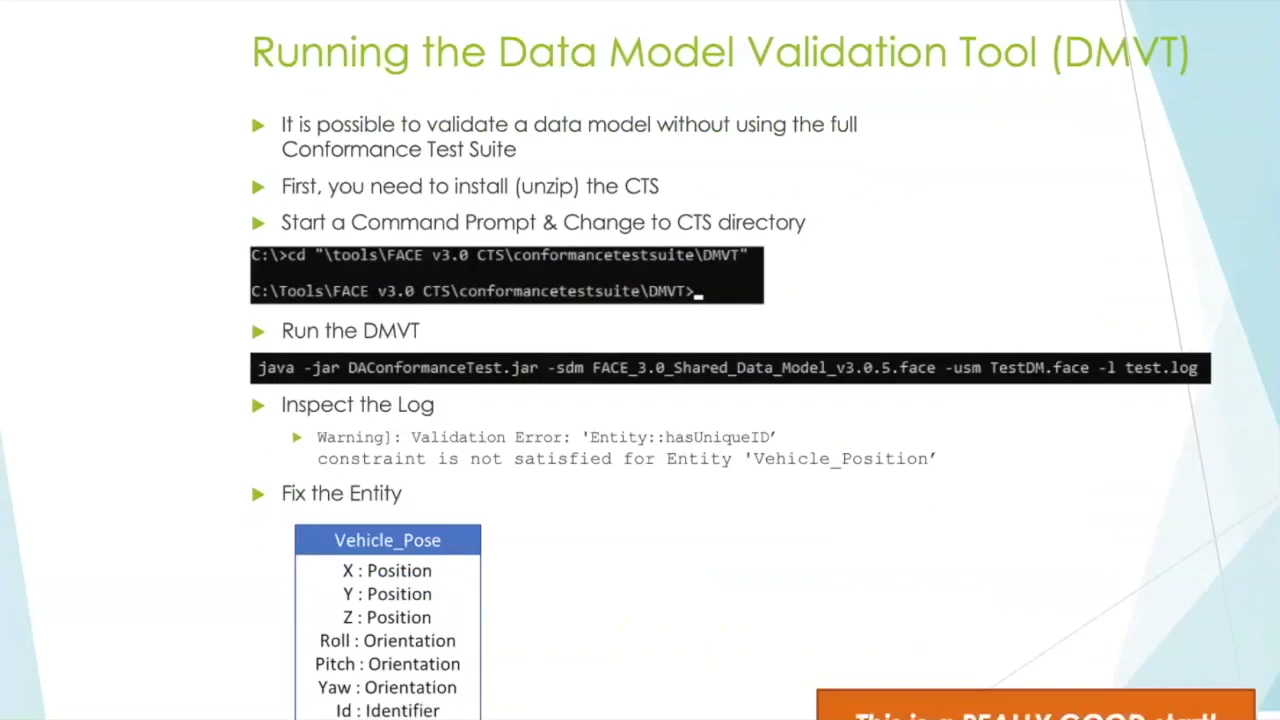 Running the Data Model Validation Tool (DMVT)
It is possible to validate a data model without using the full
Conformance Test Suite
First, you need to install (unzip) the CTS
Start a Command Prompt & Change to CTS directory
C:\>cd "\tools\FACE v3.0 CTS\conformancetestsuite\DMVT"
C:\Tools\FACE v3.0 CTS\conformancetestsuite\DMVT>_
Run the DMVT
java -jar DAConformanceTest.jar -sdm FACE_3.0_Shared_Data_Model_v3.0.5.face -usm TestDM.face -l test.log
Inspect the Log
Warning]: Validation Error: 'Entity::hasUniqueID’
constraint is not satisfied for Entity 'Vehicle_Position’
Fix the Entity
Vehicle_Pose
X : Position
Y : Position
Z : Position
Roll : Orientation
Pitch : Orientation
Yaw : Orientation
Id : Identifier
This is a REALLY GOOD start!